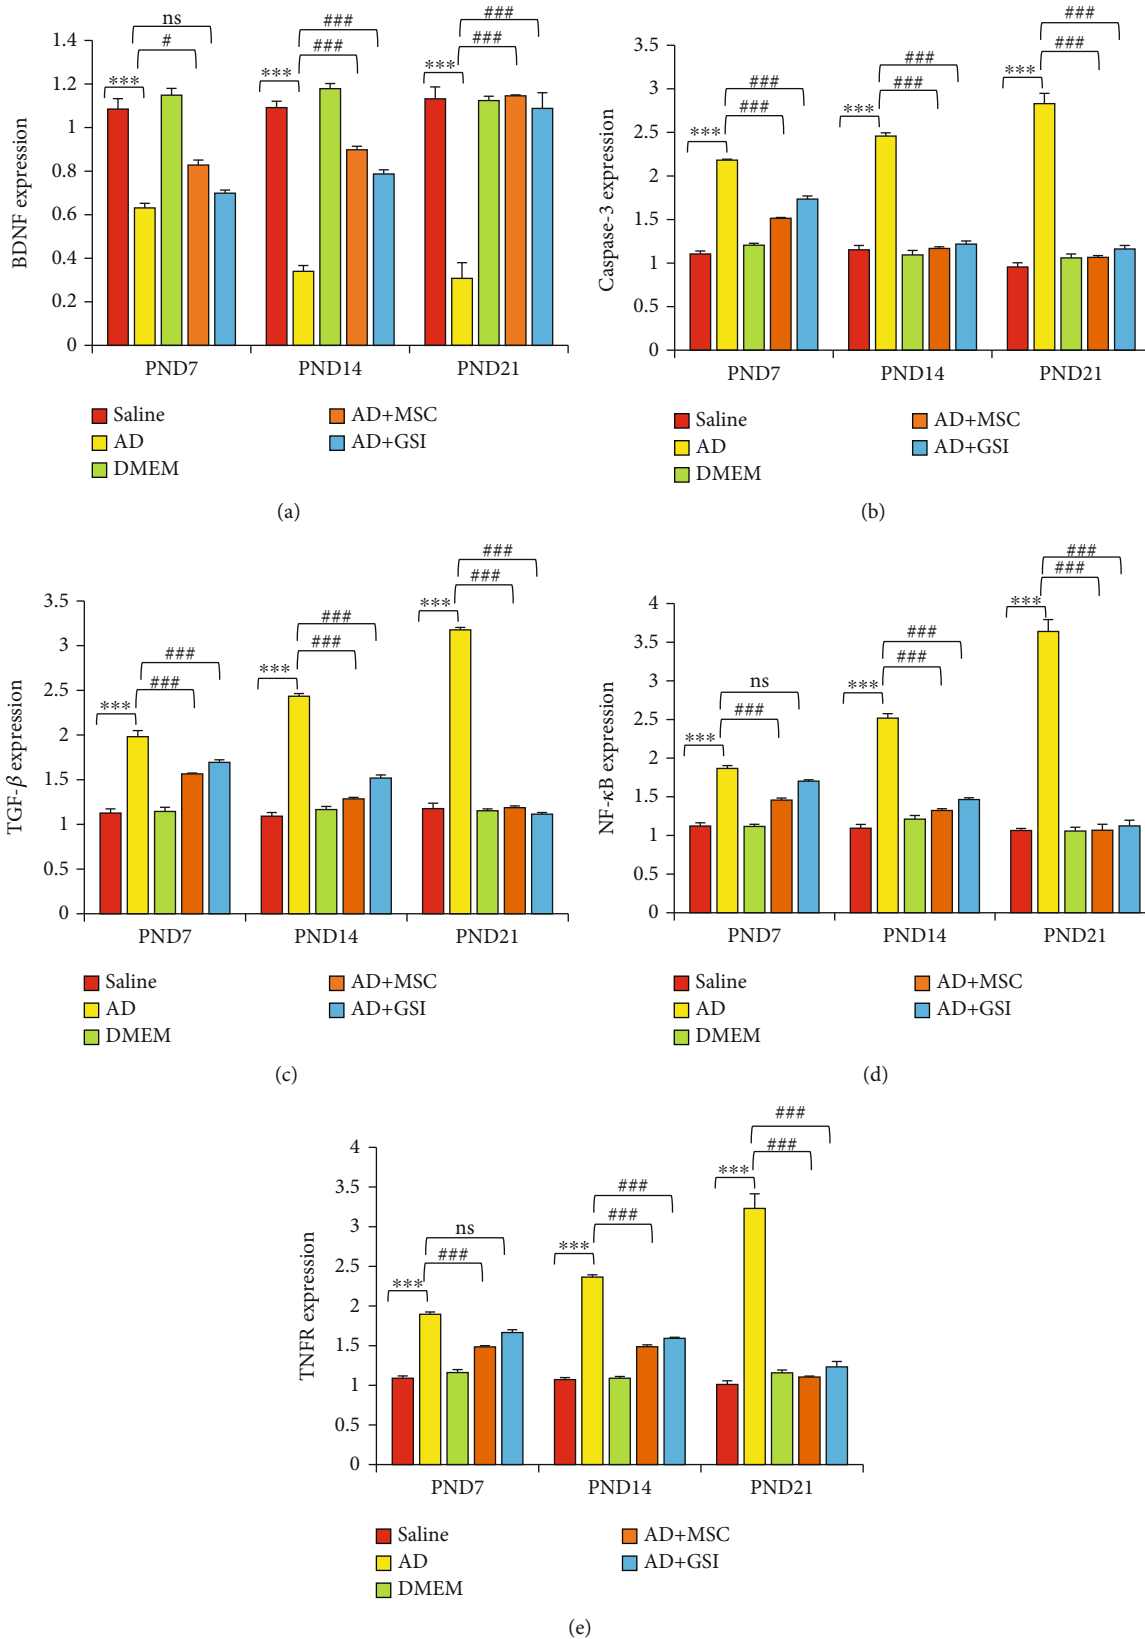 BDNF expression
1.4
1.2
1
0.8
0.6
0.4
0.2
0
*** # ns
*** ### ###
*** ### ###
PND7 PND14 PND21
Saline AD+MSC
AD AD+GSI
DMEM
(a)
Caspase-3 expression
3.5
3
2.5
2
1.5
1
0.5
0
*** ### ###
*** ### ###
*** ### ###
PND7 PND14 PND21
Saline AD+MSC
AD AD+GSI
DMEM
(b)
TGF-β expression
3.5
3
2.5
2
1.5
1
0.5
0
*** ### ###
*** ### ###
*** ### ###
PND7 PND14 PND21
Saline AD+MSC
AD AD+GSI
DMEM
(c)
NF-κB expression
4
3.5
3
2.5
2
1.5
1
0.5
0
*** ### ns
*** ### ###
*** ### ###
PND7 PND14 PND21
Saline AD+MSC
AD AD+GSI
DMEM
(d)
TNFR expression
4
3.5
3
2.5
2
1.5
1
0.5
0
*** ### ns
*** ### ###
*** ### ###
PND7 PND14 PND21
Saline AD+MSC
AD AD+GSI
DMEM
(e)